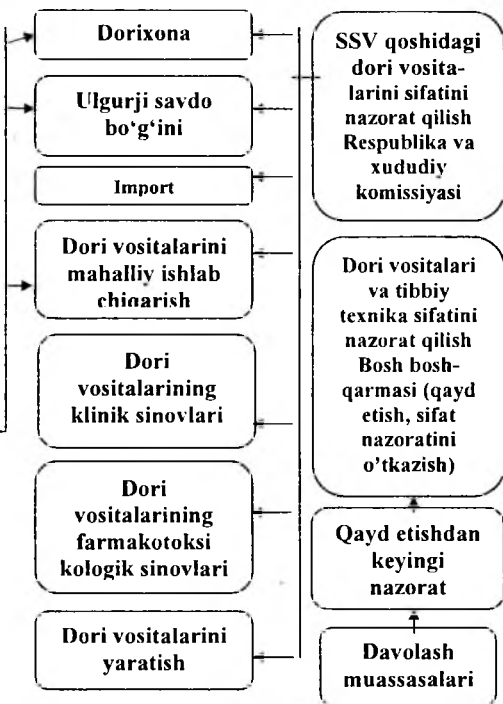 Dorixona
Ulgurji savdo
bo‘g‘ini
Import
Dori vositalarini
mahalliy ishlab
chiqarish
Dori
vositalarining
klinik sinovlari
Dori
vositalarining
farmakotoksi
kologik sinovlari
Dori vositalarini
yaratish
SSV qoshidagi
dori vosita-
larini sifatini
nazorat qilish
Respublika va
xududiy
komissiyasi
Dori vositalari
va tibbiy
texnika sifatini
nazorat qilish
Bosh bosh-
qarmasi (qayd
etish, sifat
nazoratini
o’tkazish)
Qayd etishdan
keyingi
nazorat
Davolash
muassasalari